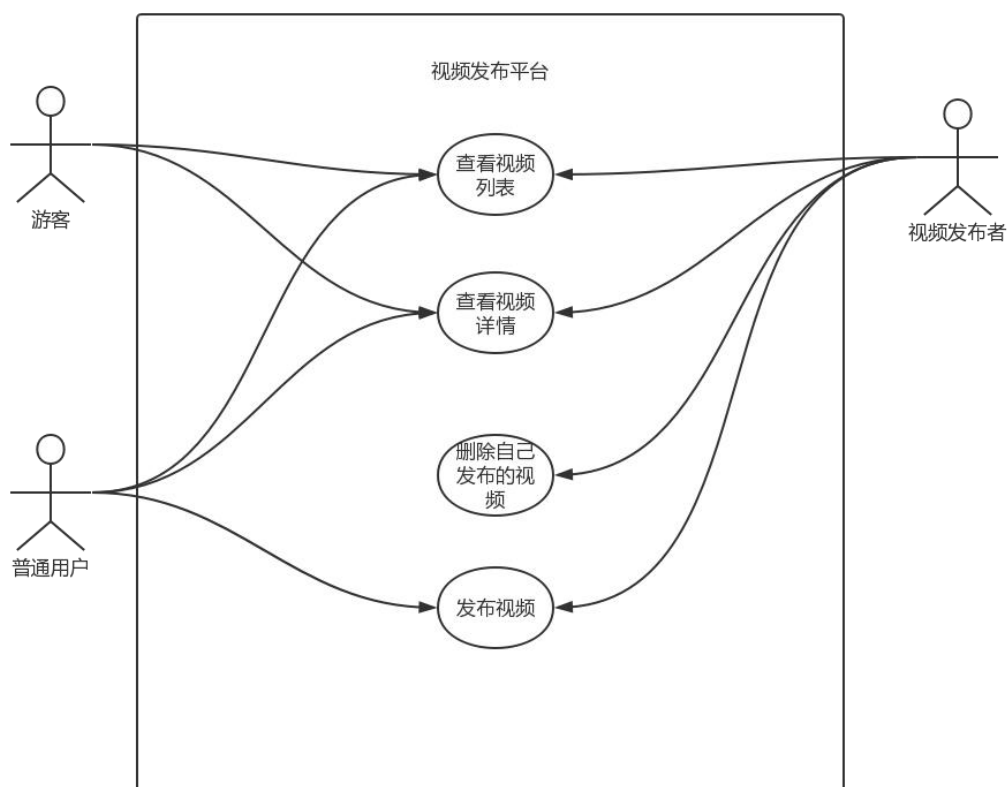 视频发布平台
查看视频
列表
游客
视频发布者
查看视频
详情
删除自己
发布的视
频
普通用户
发布视频